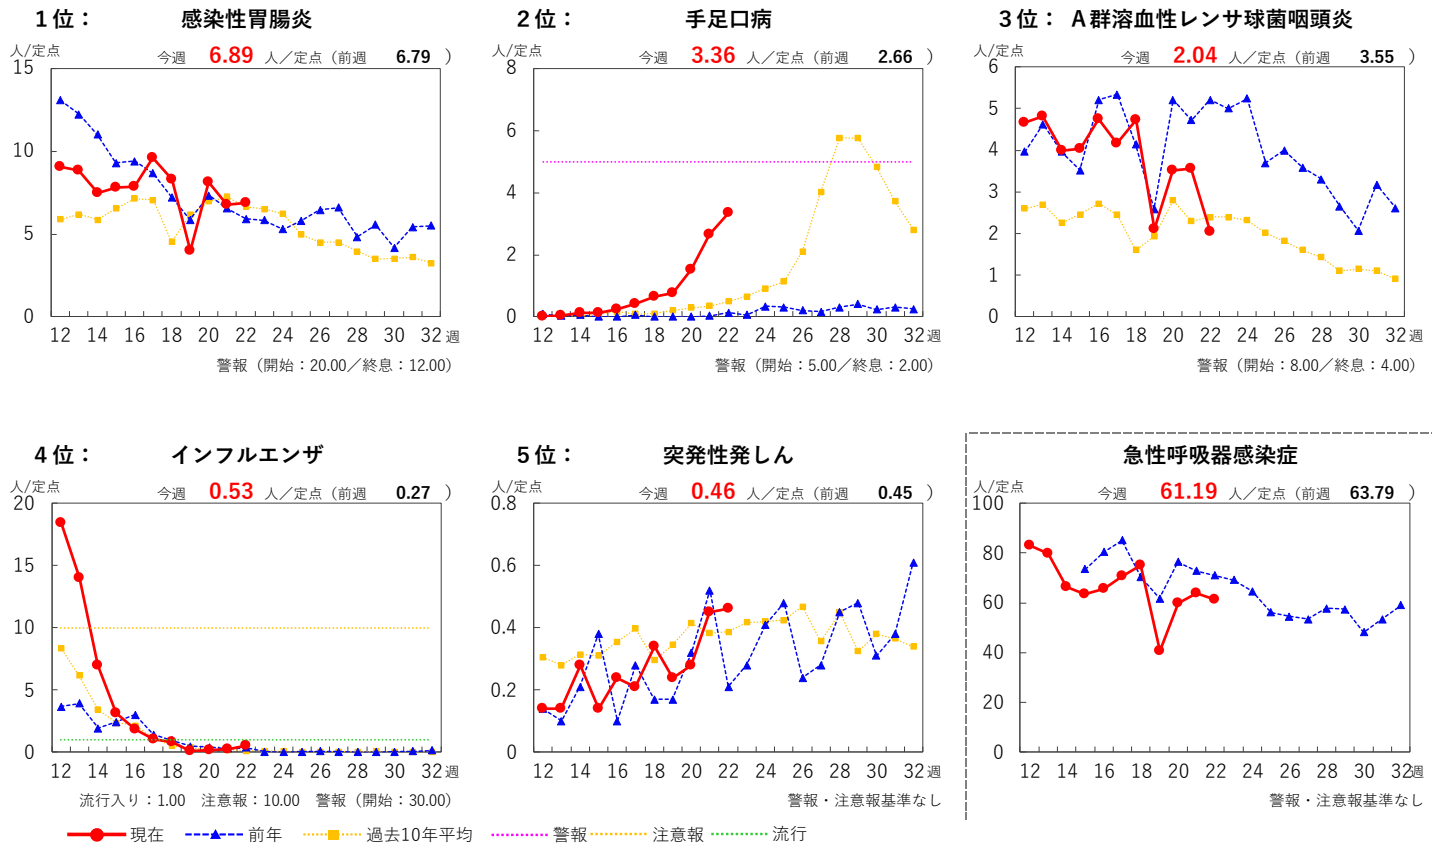 1位： 感染性胃腸炎
人/定点 今週 6.89 人／定点（前週 6.79 ）
15
10
5
0
12 14 16 18 20 22 24 26 28 30 32 週
警報（開始：20.00／終息：12.00）
2位： 手足口病
人/定点 今週 3.36 人／定点（前週 2.66 ）
8
6
4
2
0
12 14 16 18 20 22 24 26 28 30 32 週
警報（開始：5.00／終息：2.00）
3位： A群溶血性レンサ球菌咽頭炎
人/定点 今週 2.04 人／定点（前週 3.55 ）
6
5
4
3
2
1
0
12 14 16 18 20 22 24 26 28 30 32 週
警報（開始：8.00／終息：4.00）
4位： インフルエンザ
人/定点 今週 0.53 人／定点（前週 0.27 ）
20
15
10
5
0
12 14 16 18 20 22 24 26 28 30 32 週
流行入り：1.00 注意報：10.00 警報（開始：30.00）
5位： 突発性発しん
人/定点 今週 0.46 人／定点（前週 0.45 ）
0.8
0.6
0.4
0.2
0
12 14 16 18 20 22 24 26 28 30 32 週
警報・注意報基準なし
急性呼吸器感染症
人/定点 今週 61.19 人／定点（前週 63.79 ）
100
80
60
40
20
0
12 14 16 18 20 22 24 26 28 30 32 週
警報・注意報基準なし
現在 前年 過去10年平均 警報 注意報 流行